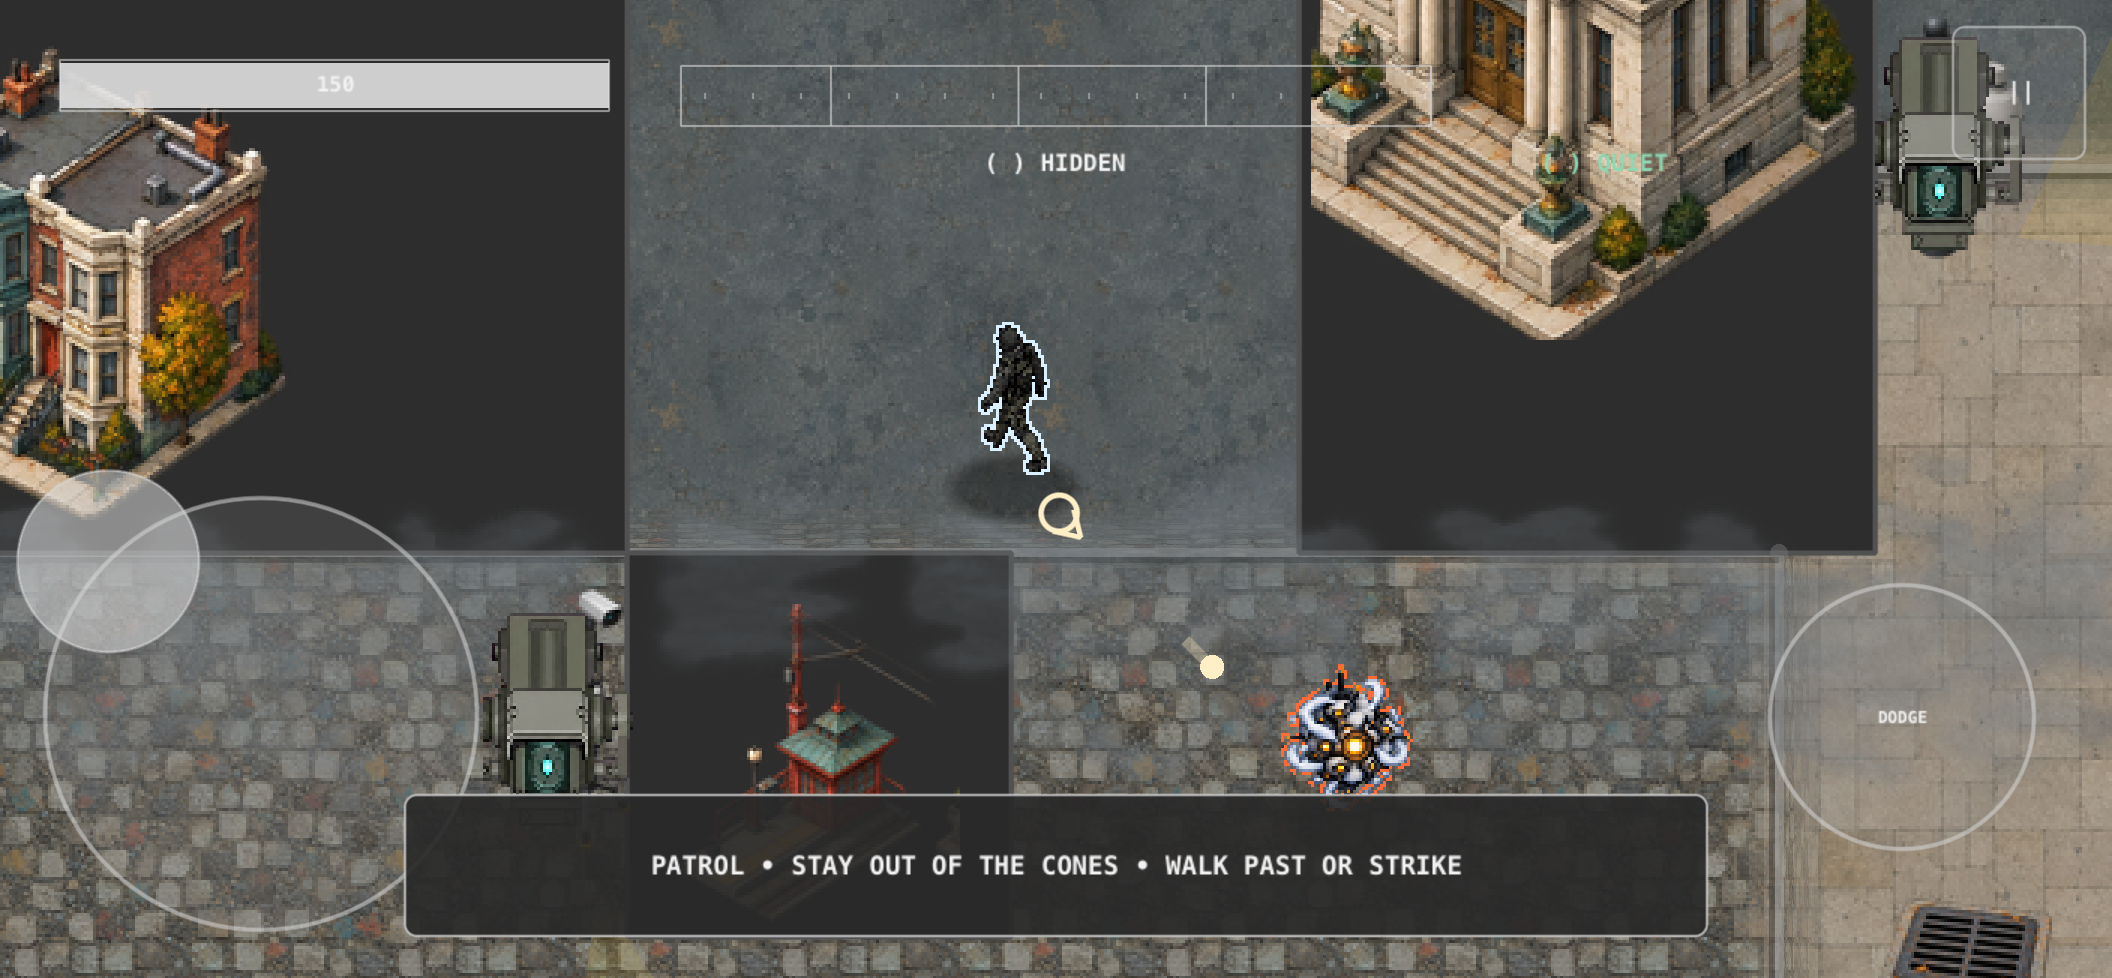 150
( ) HIDDEN
( ) QUIET
DODGE
PATROL • STAY OUT OF THE CONES • WALK PAST OR STRIKE